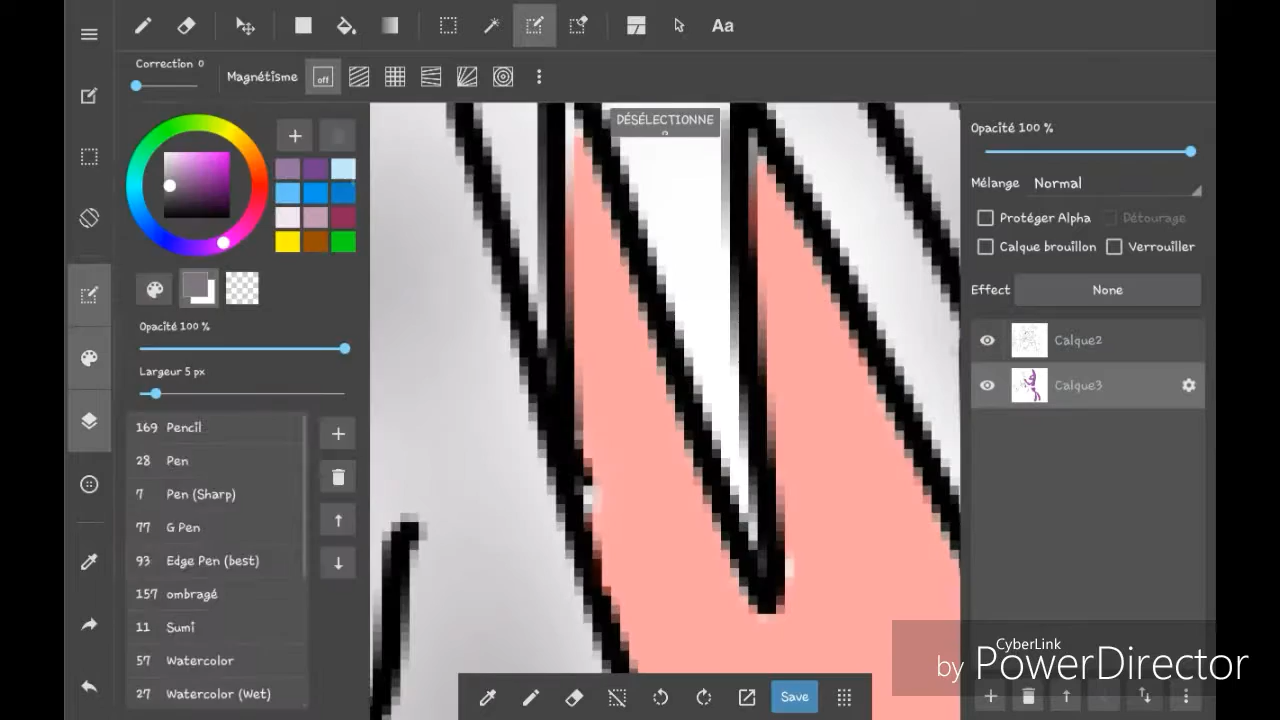 Aa
Correction 0
Magnétisme
off
DÉSÉLECTIONNE
Opacité 100 %
Mélange Normal
Protéger Alpha Détourage
Calque brouillon Verrouiller
Effect None
Calque2
Calque3
Opacité 100 %
Largeur 5 px
169 Pencil
28 Pen
7 Pen (Sharp)
77 G Pen
93 Edge Pen (best)
157 ombragé
11 Sumi
57 Watercolor
27 Watercolor (Wet)
Save
CyberLink
by PowerDirector